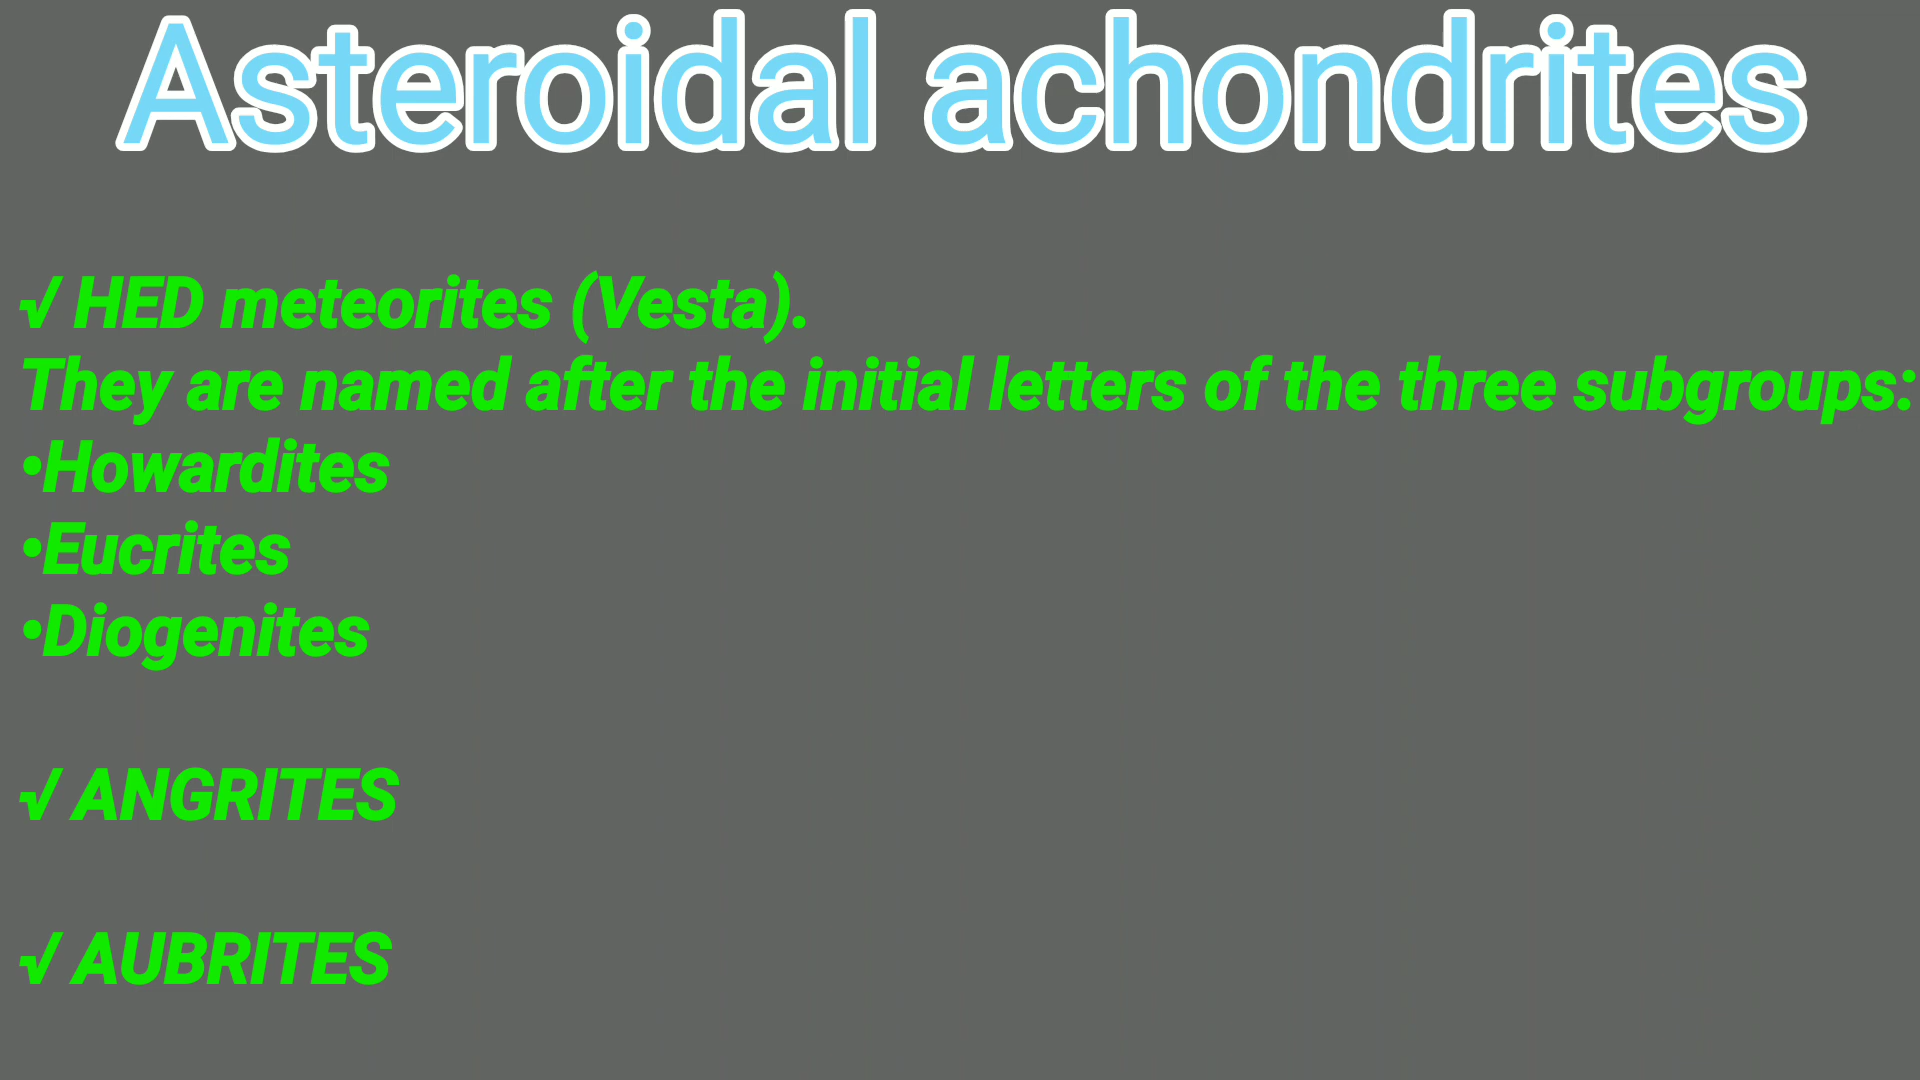 Asteroidal achondrites
√ HED meteorites (Vesta).
They are named after the initial letters of the three subgroups:
•Howardites
•Eucrites
•Diogenites
√ ANGRITES
√ AUBRITES